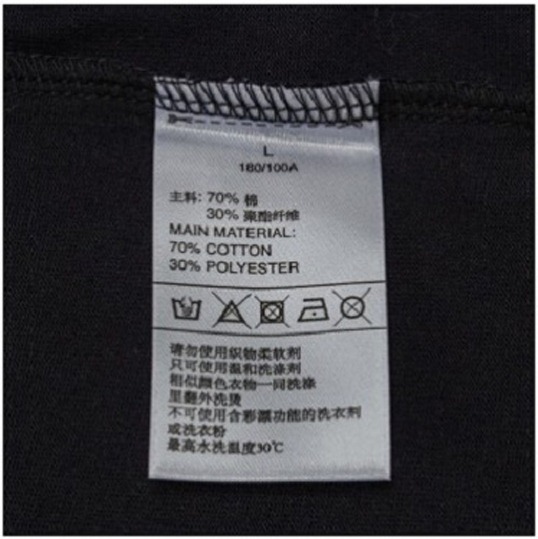 L
180/100A
主料: 70% 棉
30% 聚酯纤维
MAIN MATERIAL:
70% COTTON
30% POLYESTER
请勿使用织物柔软剂
只可使用温和洗涤剂
相似颜色衣物一同洗涤
里翻外洗烫
不可使用含彩漂功能的洗衣剂
或洗衣粉
最高水洗温度30℃